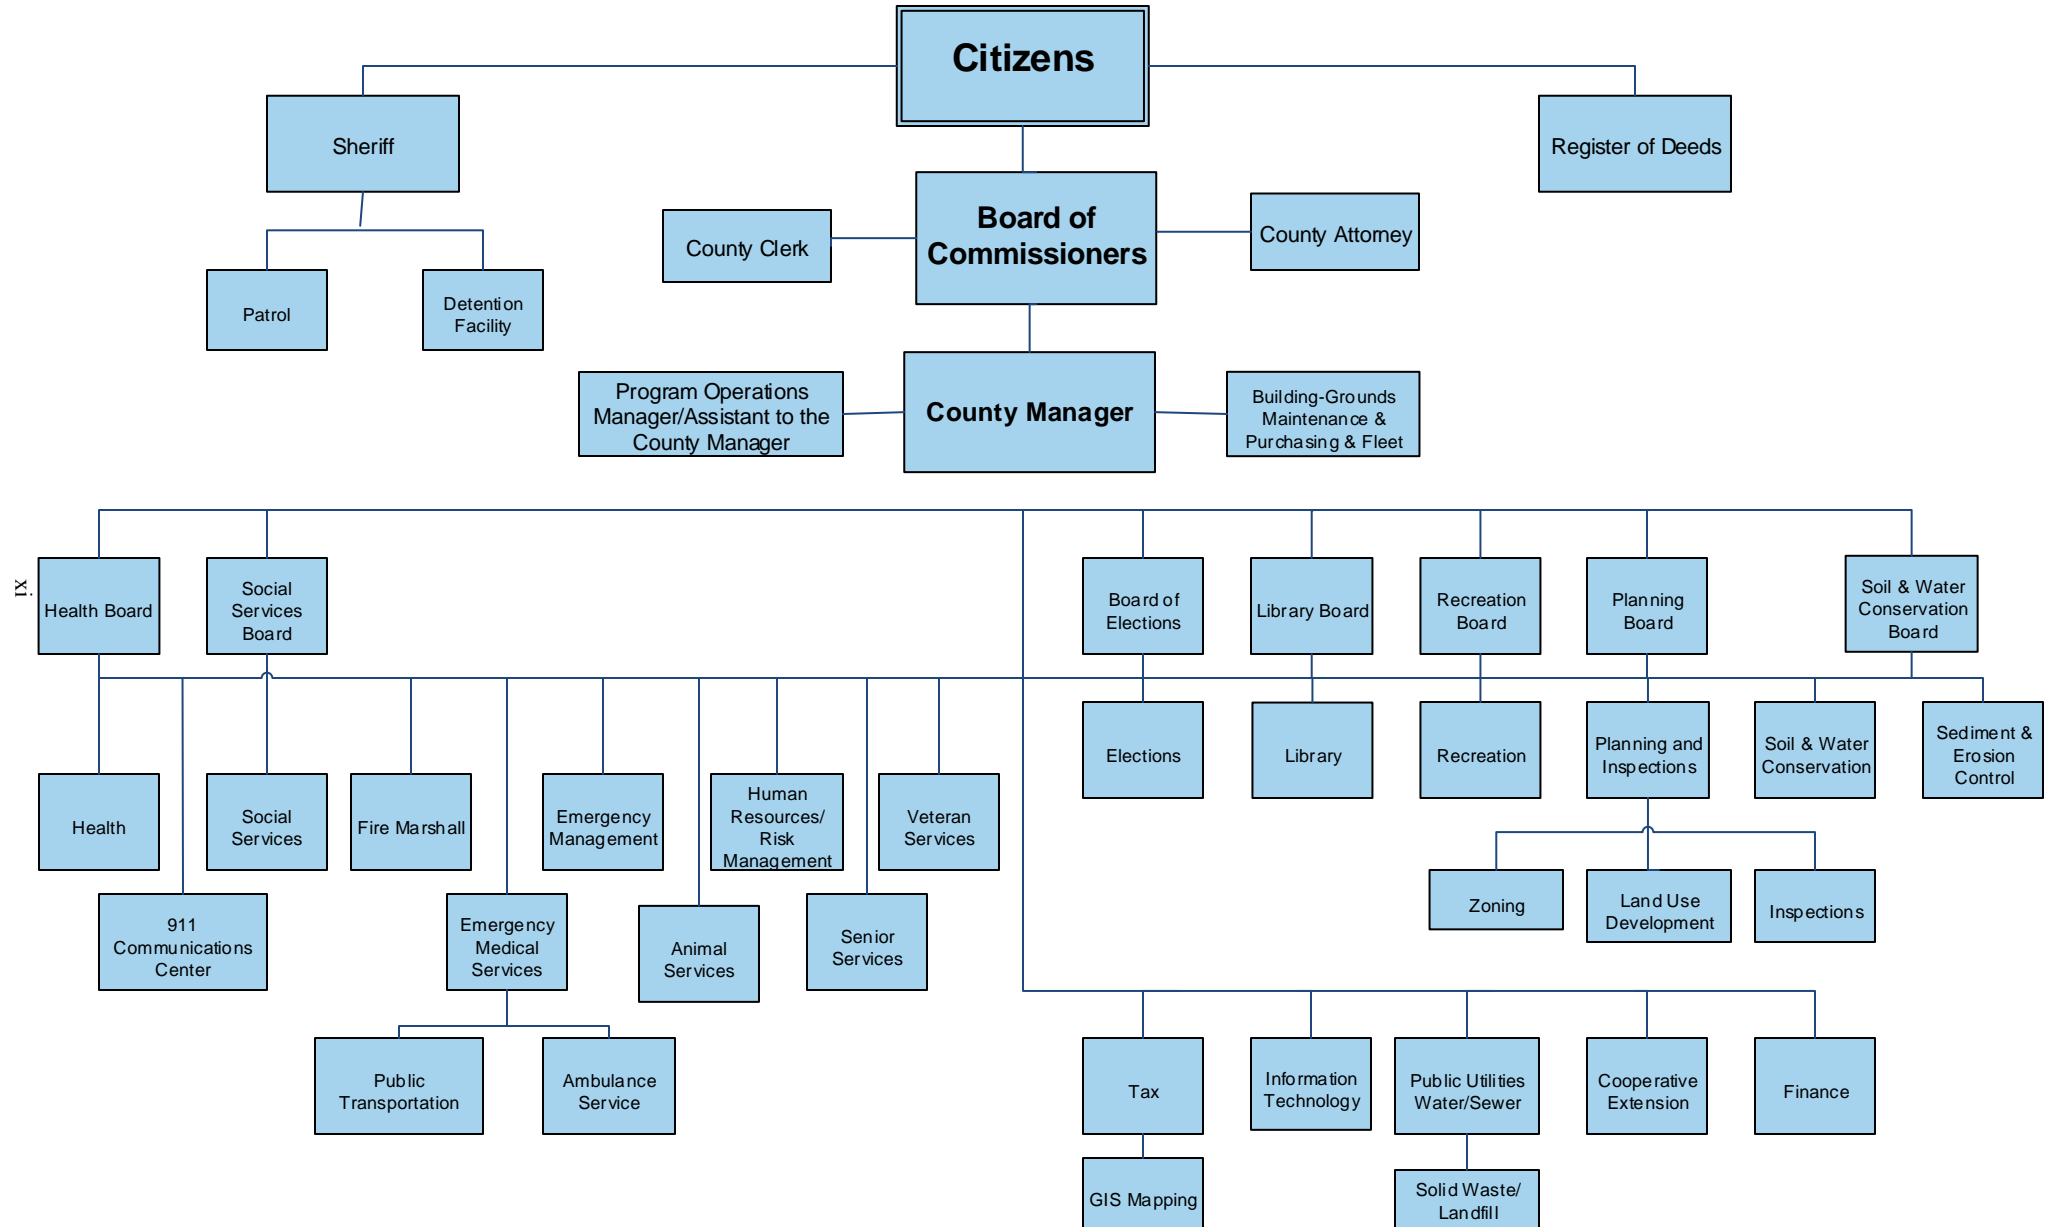 Citizens
Sheriff
Register of Deeds
Board of
Commissioners
County Clerk
County Attorney
Patrol
Detention
Facility
Program Operations
Manager/Assistant to the
County Manager
County Manager
Building-Grounds
Maintenance &
Purchasing & Fleet
xi
Health Board
Social
Services
Board
Board of
Elections
Library Board
Recreation
Board
Planning
Board
Soil & Water
Conservation
Board
Elections
Library
Recreation
Planning and
Inspections
Soil & Water
Conservation
Sediment &
Erosion
Control
Health
Social
Services
Fire Marshall
Emergency
Management
Human
Resources/
Risk
Management
Veteran
Services
911
Communications
Center
Emergency
Medical
Services
Animal
Services
Senior
Services
Zoning
Land Use
Development
Inspections
Public
Transportation
Ambulance
Service
Tax
Information
Technology
Public Utilities
Water/Sewer
Cooperative
Extension
Finance
GIS Mapping
Solid Waste/
Landfill